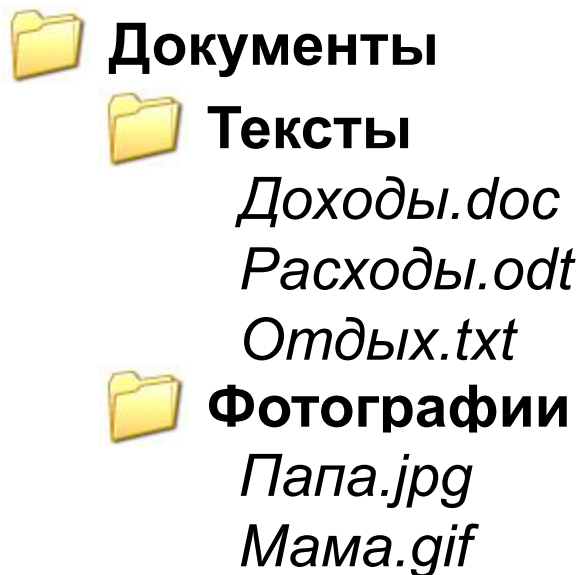 Документы
Тексты
Доходы.doc
Расходы.odt
Отдых.txt
Фотографии
Папа.jpg
Мама.gif